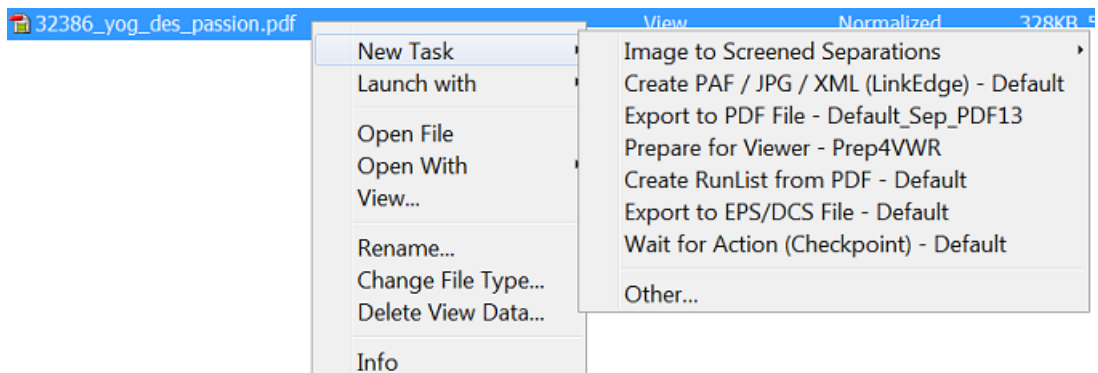 32386_yog_des_passion.pdf View Normalized 328KB
New Task
Launch with
Open File
Open With
View...
Rename...
Change File Type...
Delete View Data...
Info
Image to Screened Separations
Create PAF / JPG / XML (LinkEdge) - Default
Export to PDF File - Default_Sep_PDF13
Prepare for Viewer - Prep4VWR
Create RunList from PDF - Default
Export to EPS/DCS File - Default
Wait for Action (Checkpoint) - Default
Other...